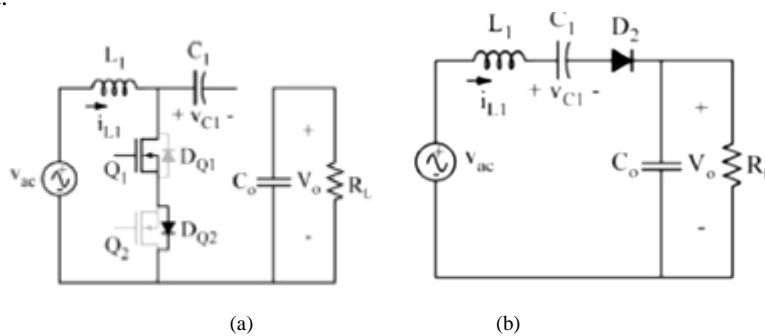 L1
C1
+ vC1 -
iL1
Q1
DQ1
vac
Co
+
Vo
-
RL
Q2
DQ2
L1
C1
D2
+ vC1 -
iL1
vac
Co
+
Vo
-
R
(a)
(b)